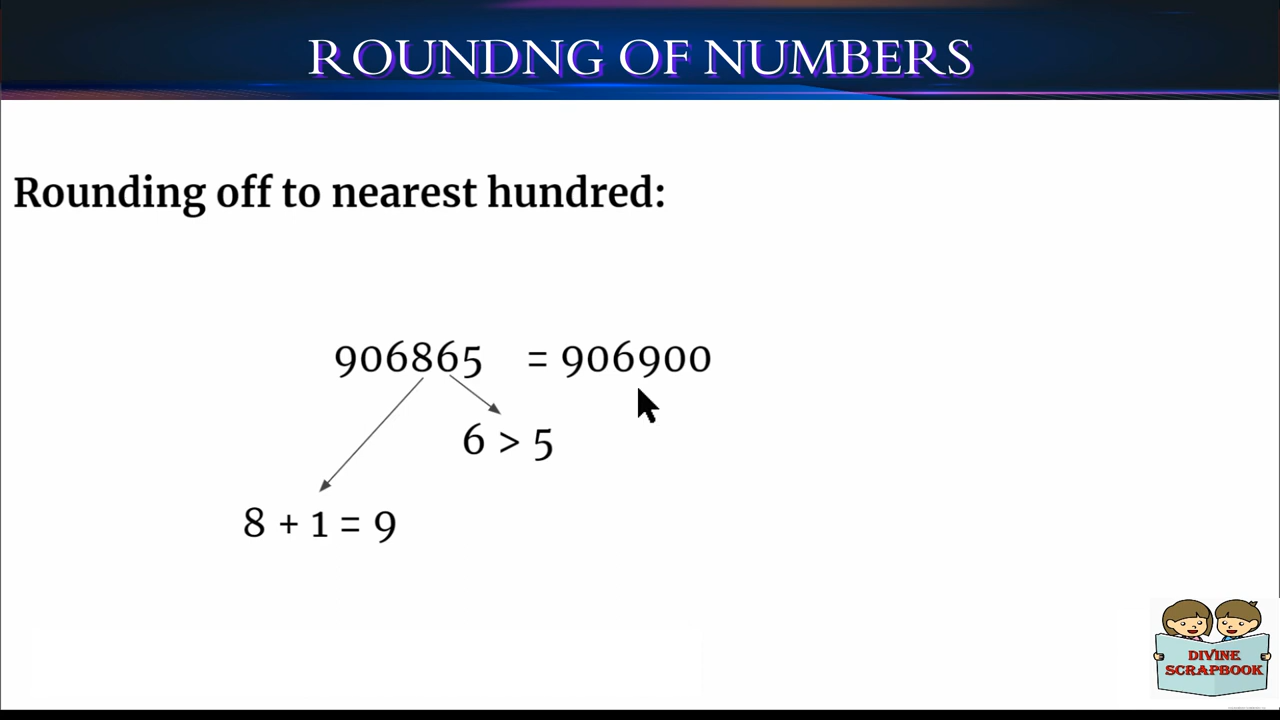 ROUNDNG OF NUMBERS
Rounding off to nearest hundred:
906865 = 906900
6 > 5
8 + 1 = 9
DIVINE
SCRAPBOOK